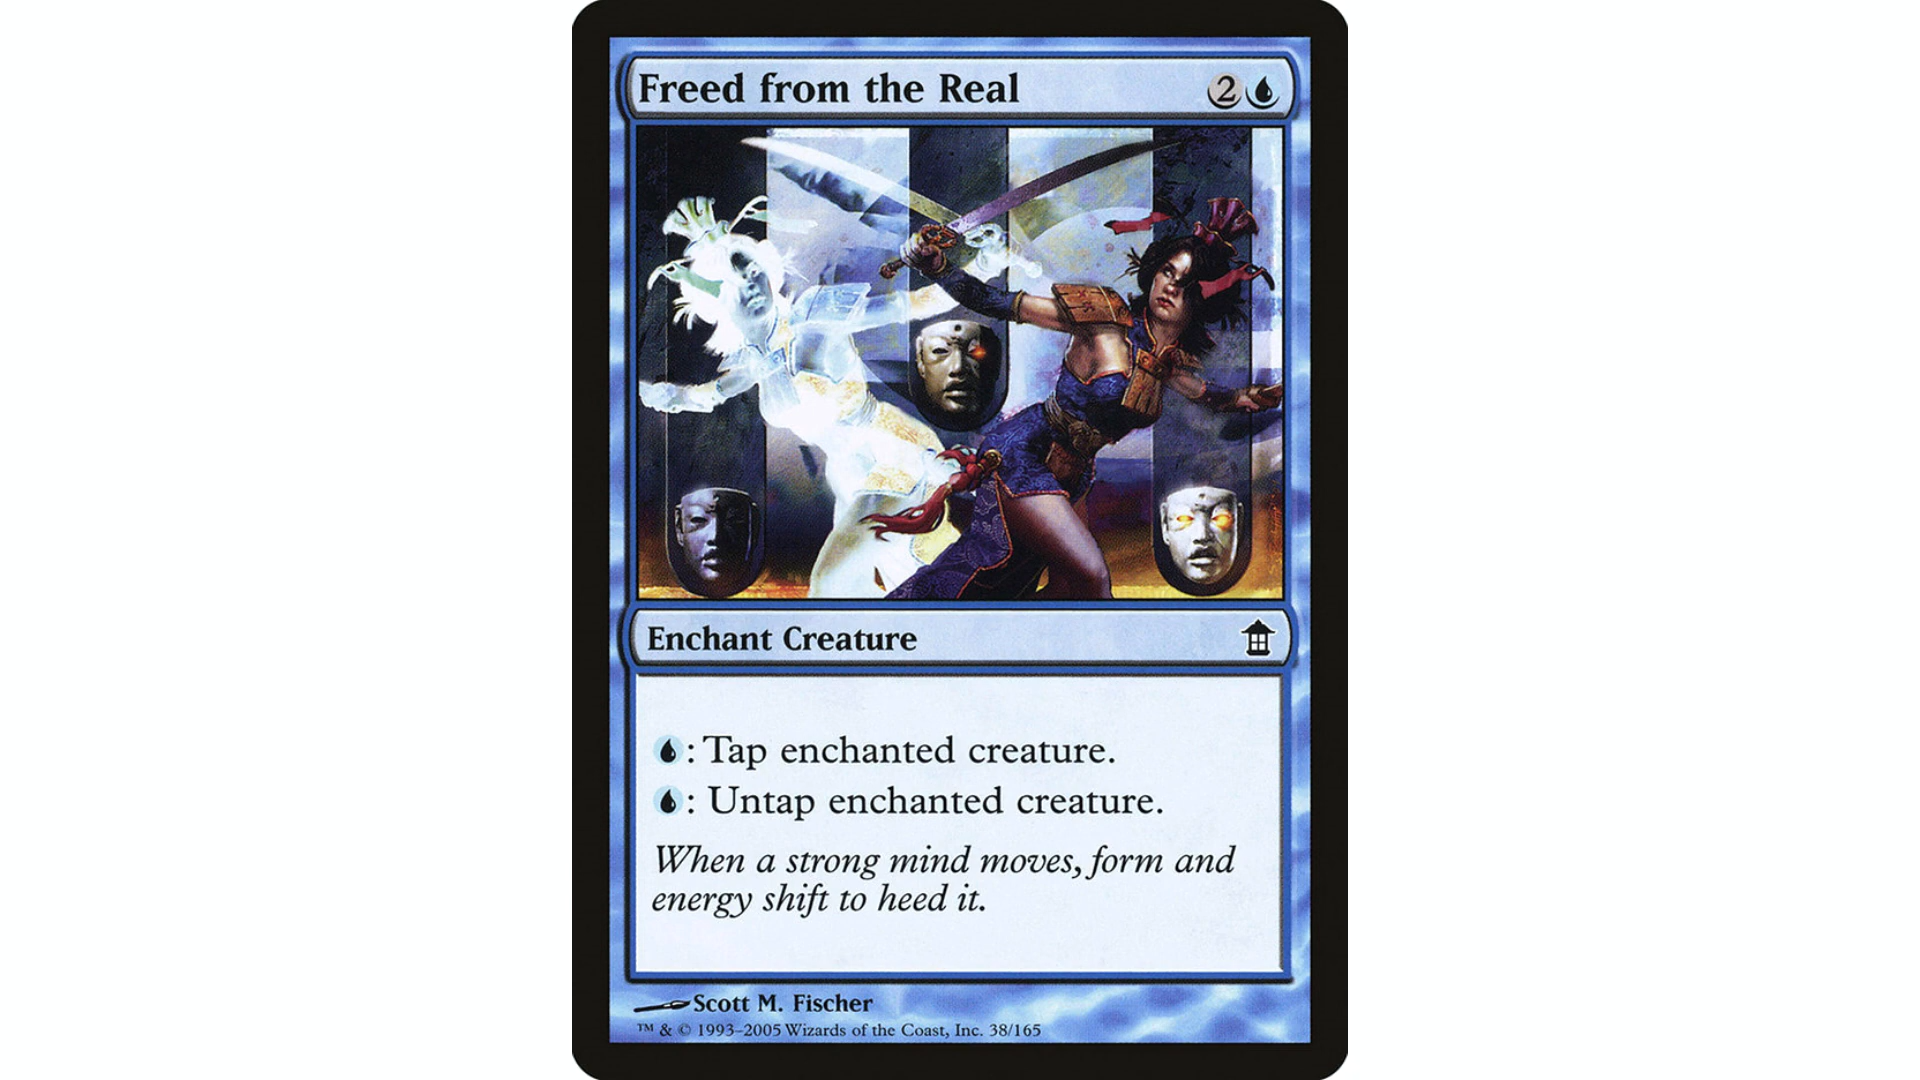 Freed from the Real 2
Enchant Creature
: Tap enchanted creature.
: Untap enchanted creature.
When a strong mind moves, form and
energy shift to heed it.
Scott M. Fischer
™ & © 1993–2005 Wizards of the Coast, Inc. 38/165